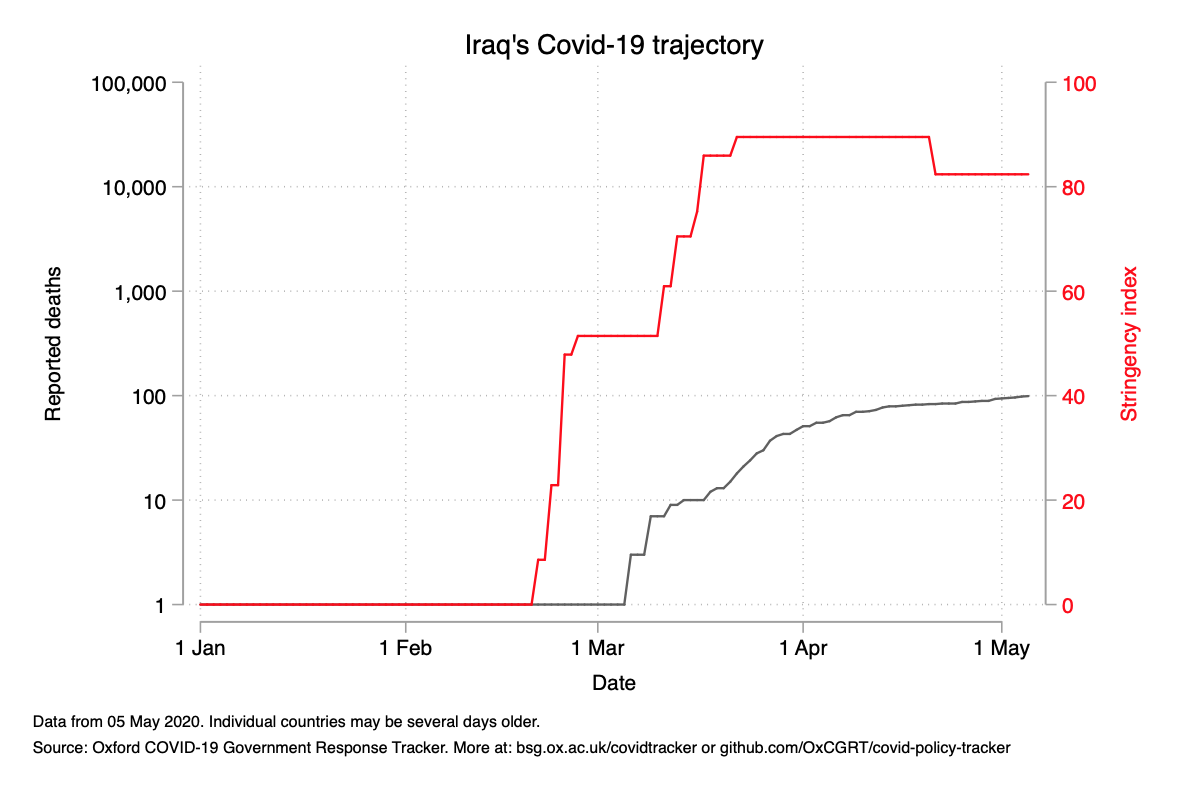 Iraq's Covid-19 trajectory
100,000
10,000
1,000
100
10
1
Reported deaths
100
80
60
40
20
0
Stringency index
1 Jan
1 Feb
1 Mar
1 Apr
1 May
Date
Data from 05 May 2020. Individual countries may be several days older.
Source: Oxford COVID-19 Government Response Tracker. More at: bsg.ox.ac.uk/covidtracker or github.com/OxCGRT/covid-policy-tracker